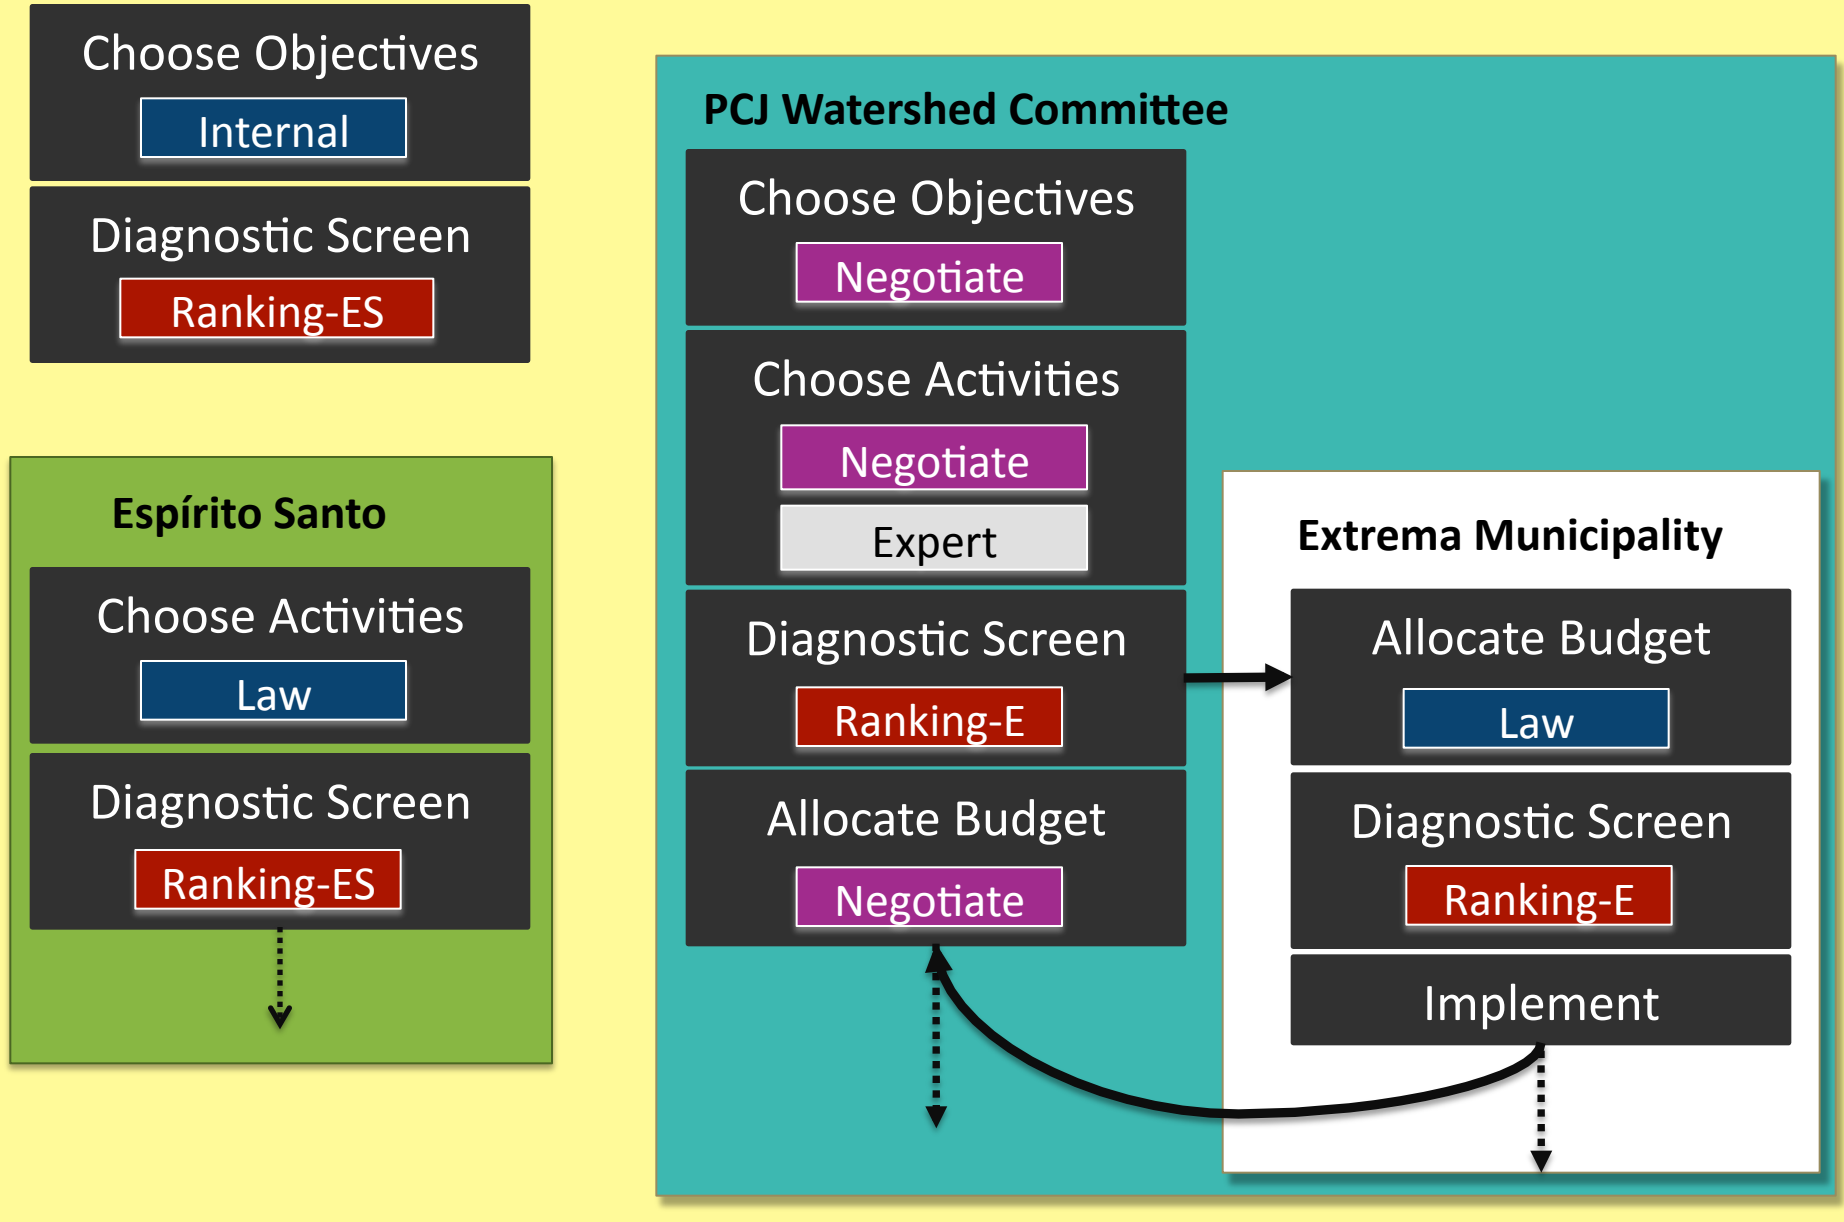 Choose Objectives
Internal
Diagnostic Screen
Ranking-ES
Espírito Santo
Choose Activities
Law
Diagnostic Screen
Ranking-ES
PCJ Watershed Committee
Choose Objectives
Negotiate
Choose Activities
Negotiate
Expert
Diagnostic Screen
Ranking-E
Allocate Budget
Negotiate
Extrema Municipality
Allocate Budget
Law
Diagnostic Screen
Ranking-E
Implement